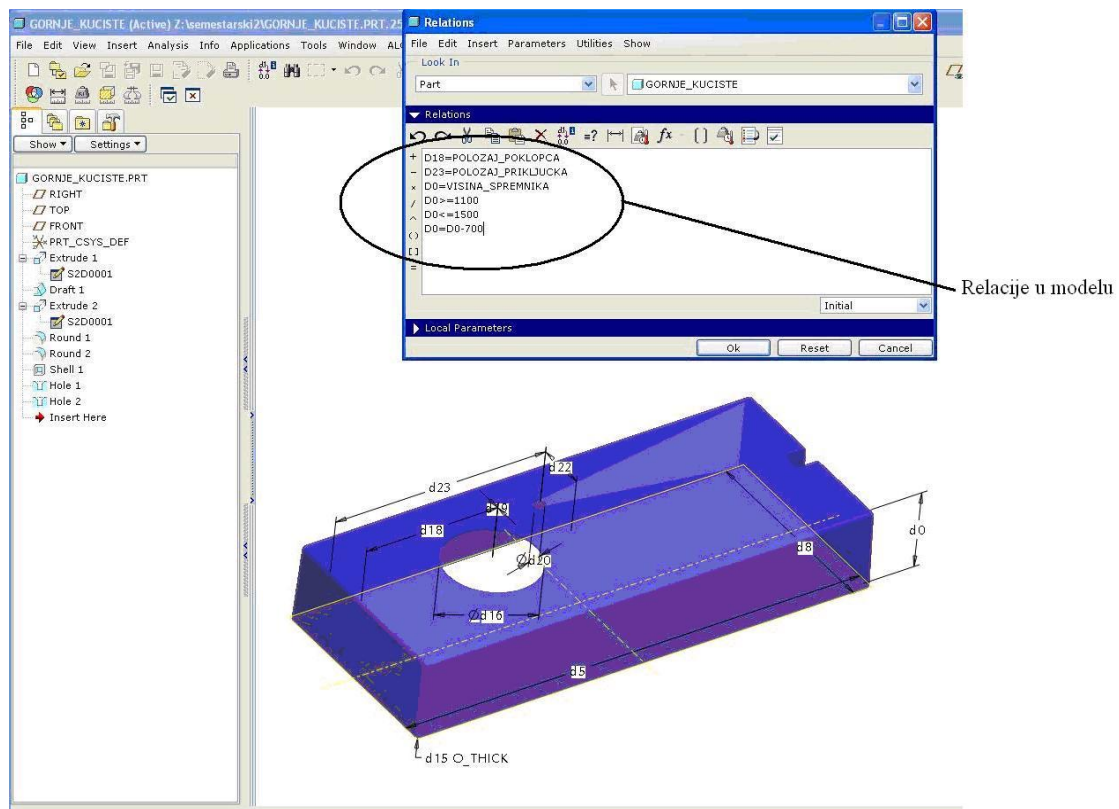 GORNJE_KUCISTE (Active) Z:\semestarski2\GORNJE_KUCISTE.PRT.25
File Edit View Insert Analysis Info Applications Tools Window
Show Settings
GORNJE_KUCISTE.PRT
RIGHT
TOP
FRONT
PRT_CSYS_DEF
Extrude 1
S2D0001
Draft 1
Extrude 2
S2D0001
Round 1
Round 2
Shell 1
Hole 1
Hole 2
Insert Here
Relations
File Edit Insert Parameters Utilities Show
Look In
Part GORNJE_KUCISTE
Relations
D18=POLOZAJ_POKLOPCA
D23=POLOZAJ_PRIKLJUCKA
D0=VISINA_SPREMNIKA
D0>=1100
D0<=1500
D0=D0-700
Initial
Local Parameters
Ok Reset Cancel
Relacije u modelu
d22
d23
d19
d18
d0
d8
Ød20
Ød16
d5
d15 O_THICK